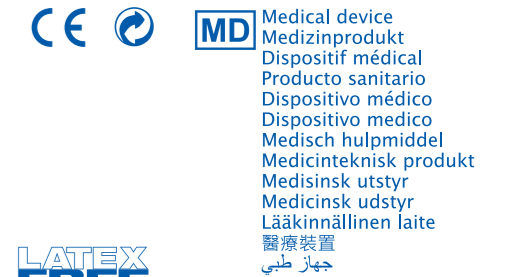 CE
MD
Medical device
Medizinprodukt
Dispositif médical
Producto sanitario
Dispositivo médico
Dispositivo medico
Medisch hulpmiddel
Medicinteknisk produkt
Medisinsk utstyr
Medicinsk udstyr
Lääkinnällinen laite
醫療裝置
جهاز طبي
LATEX
FREE